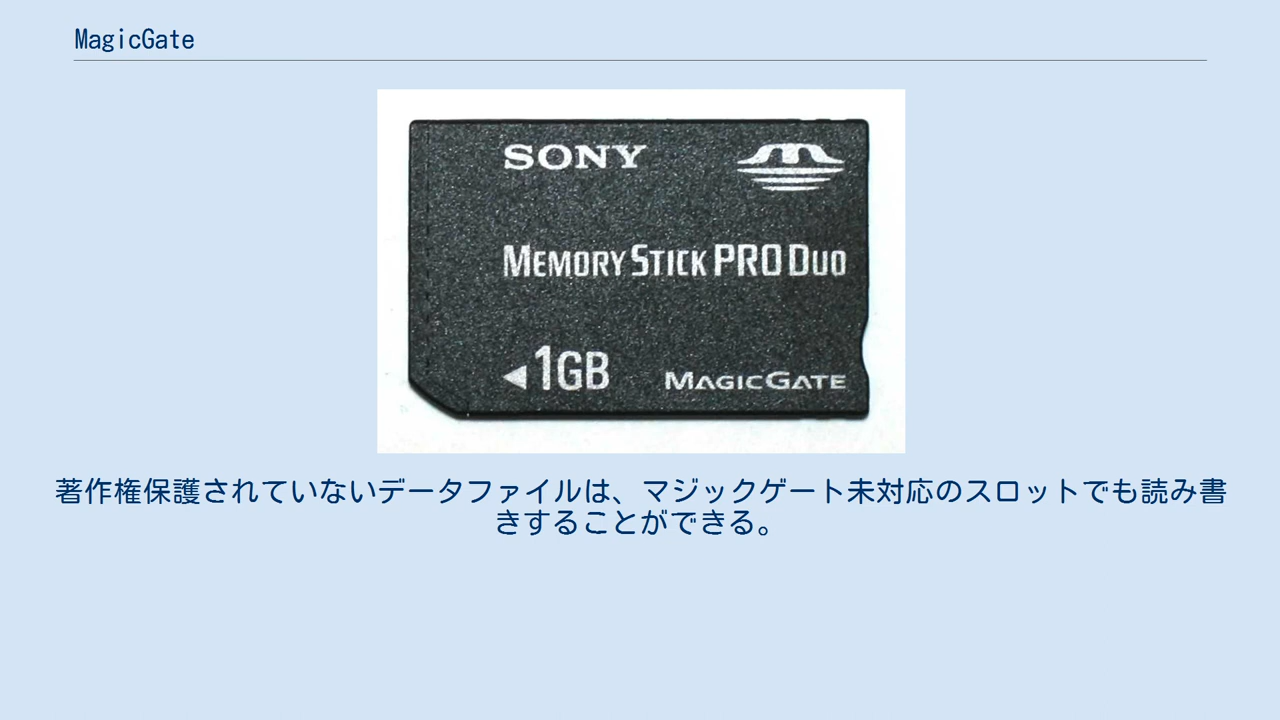 MagicGate
SONY
MEMORY STICK PRO DUO
◀1GB
MAGICGATE
著作権保護されていないデータファイルは、マジックゲート未対応のスロットでも読み書
きすることができる。